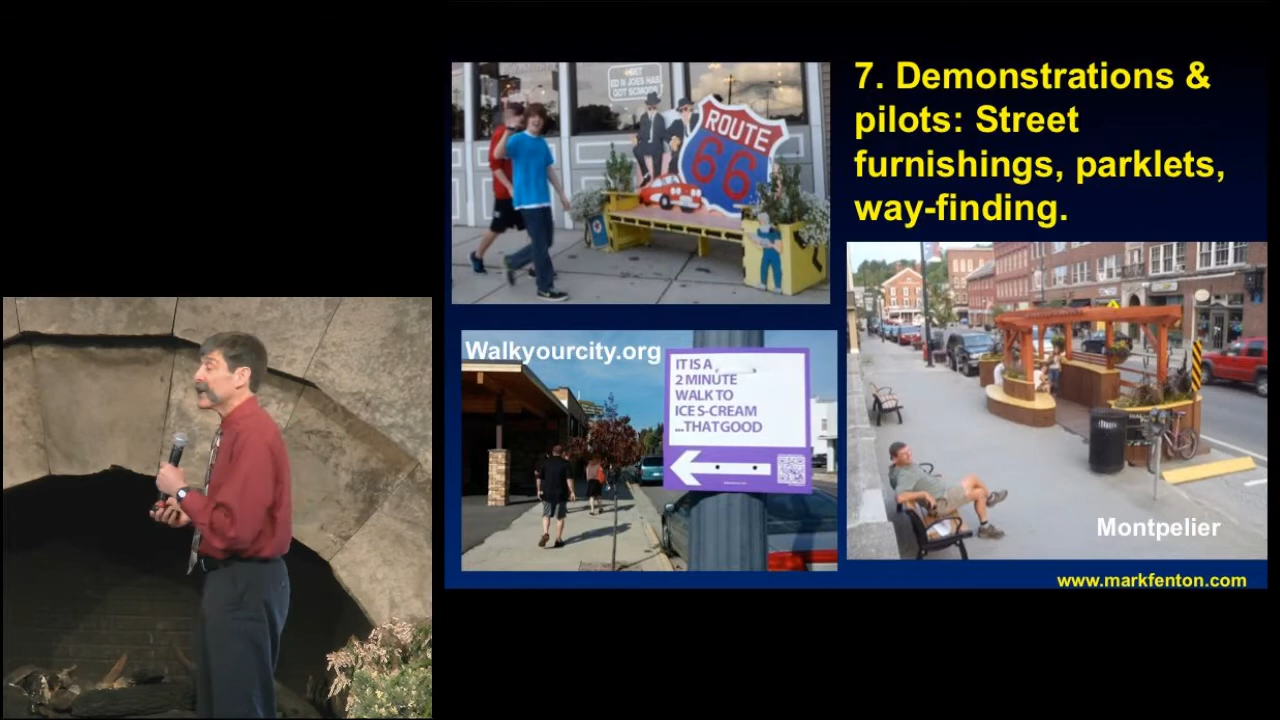 7. Demonstrations &
pilots: Street
furnishings, parklets,
way-finding.
ROUTE
66
Walkyourcity.org
IT IS A
2 MINUTE
WALK TO
ICE S-CREAM
...THAT GOOD
Montpelier
www.markfenton.com